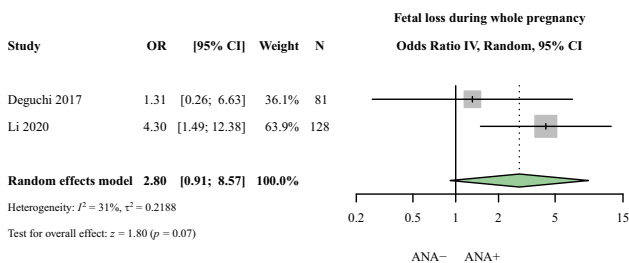 Fetal loss during whole pregnancy
Study OR [95% CI] Weight N Odds Ratio IV, Random, 95% CI
Deguchi 2017 1.31 [0.26; 6.63] 36.1% 81
Li 2020 4.30 [1.49; 12.38] 63.9% 128
Random effects model 2.80 [0.91; 8.57] 100.0%
Heterogeneity: I² = 31%, τ² = 0.2188
0.2 0.5 1 2 5 15
Test for overall effect: z = 1.80 (p = 0.07)
ANA− ANA+